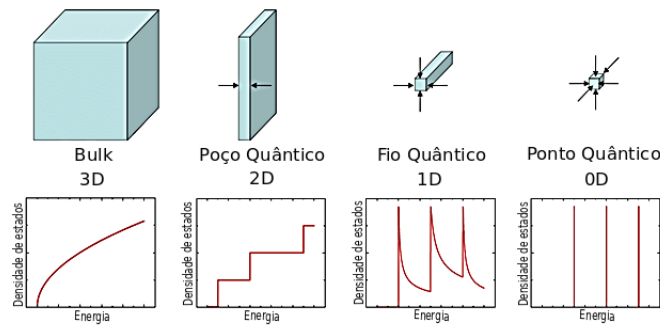 Bulk
3D
Poço Quântico
2D
Fio Quântico
1D
Ponto Quântico
0D
Densidade de estados
Energia
Densidade de estados
Energia
Densidade de estados
Energia
Densidade de estados
Energia